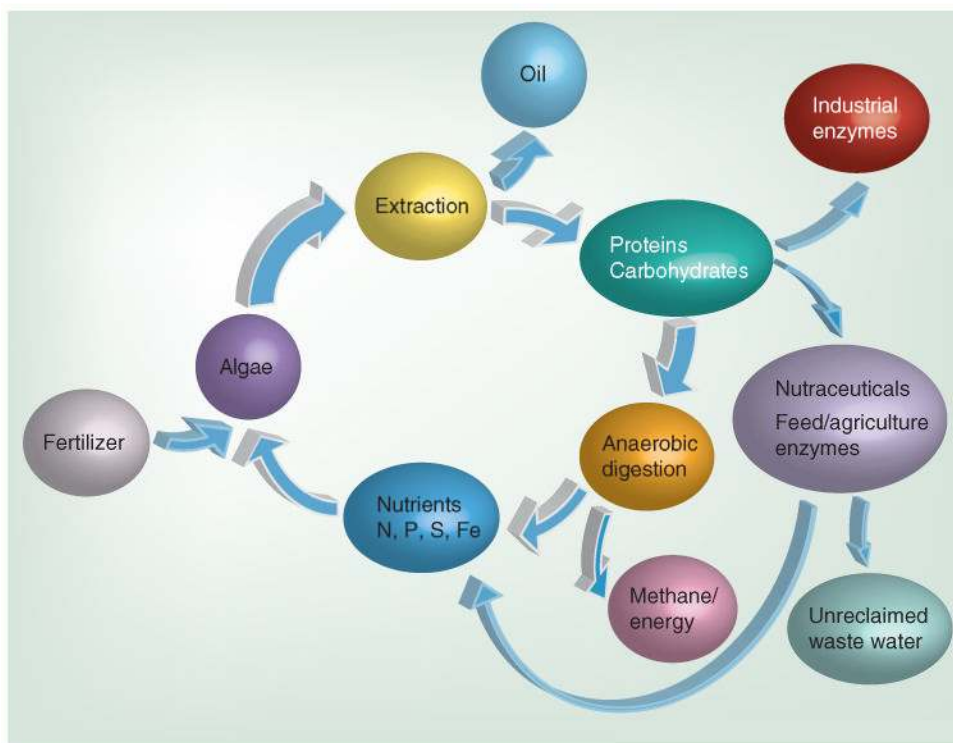 Oil
Industrial
enzymes
Extraction
Proteins
Carbohydrates
Algae
Nutraceuticals
Feed/agriculture
enzymes
Fertilizer
Anaerobic
digestion
Nutrients
N, P, S, Fe
Methane/
energy
Unreclaimed
waste water